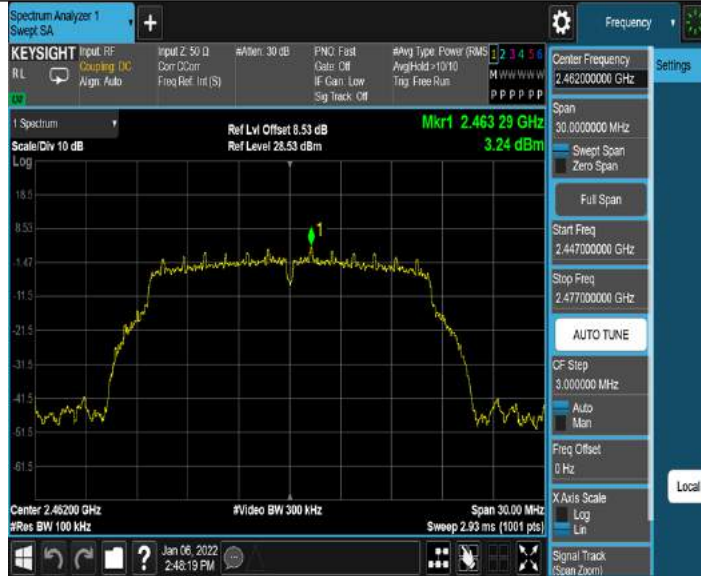 Spectrum Analyzer 1
Swept SA
+
Frequency
KEYSIGHT
RL
LW
Input: RF
Coupling: DC
Align: Auto
Input Z: 50 Ω
Corr CCorr
Freq Ref: Int (S)
#Atten: 30 dB
PNO: Fast
Gate: Off
IF Gain: Low
Sig Track: Off
#Avg Type: Power (RMS
Avg|Hold:>10/10
Trig: Free Run
1 2 3 4 5 6
M W W W W W
P P P P P P
Settings
1 Spectrum
Scale/Div 10 dB
Log
Ref Lvl Offset 8.53 dB
Ref Level 28.53 dBm
Mkr1 2.463 29 GHz
3.24 dBm
18.5
8.53
-1.47
-11.5
-21.5
-31.5
-41.5
-51.5
-61.5
1
Center 2.46200 GHz
#Res BW 100 kHz
#Video BW 300 kHz
Span 30.00 MHz
Sweep 2.93 ms (1001 pts)
Center Frequency
2.462000000 GHz
Span
30.0000000 MHz
Swept Span
Zero Span
Full Span
Start Freq
2.447000000 GHz
Stop Freq
2.477000000 GHz
AUTO TUNE
CF Step
3.000000 MHz
Auto
Man
Freq Offset
0 Hz
X Axis Scale
Log
Lin
Signal Track
(Span Zoom)
Local
?
Jan 06, 2022
2:48:19 PM